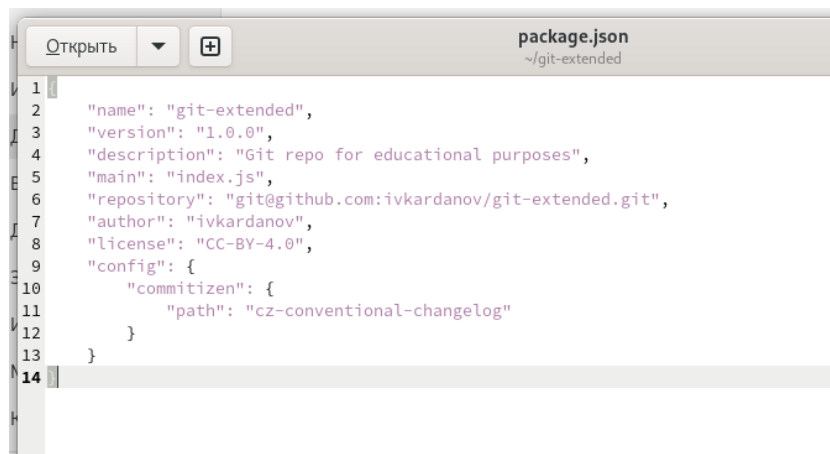 Открыть
package.json
~/git-extended
1 {
2     "name": "git-extended",
3     "version": "1.0.0",
4     "description": "Git repo for educational purposes",
5     "main": "index.js",
6     "repository": "git@github.com:ivkardanov/git-extended.git",
7     "author": "ivkardanov",
8     "license": "CC-BY-4.0",
9     "config": {
10         "commitizen": {
11             "path": "cz-conventional-changelog"
12         }
13     }
14 }